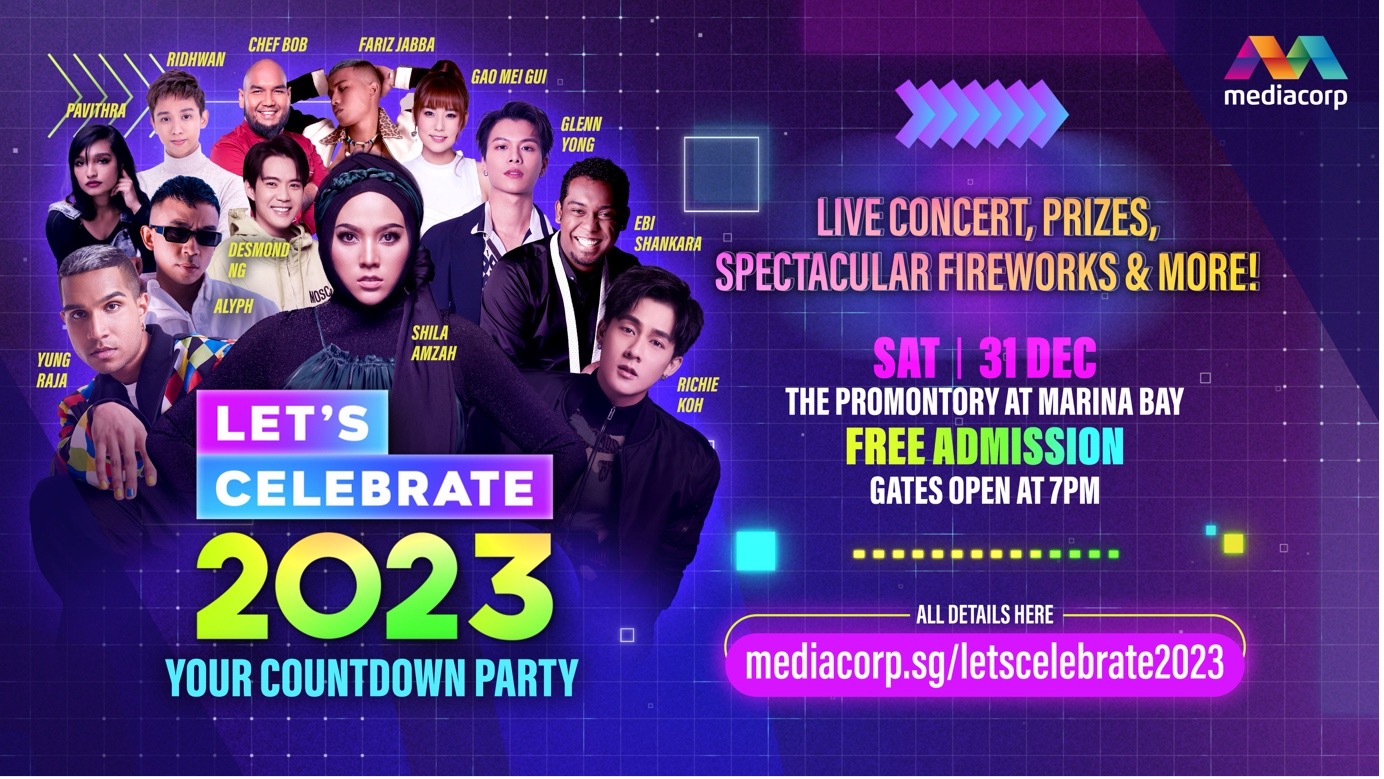 RIDHWAN
CHEF BOB
FARIZ JABBA
GAO MEI GUI
PAVITHRA
GLENN
YONG
EBI
SHANKARA
DESMOND
NG
MOSC
ALYPH
SHILA
AMZAH
YUNG
RAJA
RICHIE
KOH
LET'S
CELEBRATE
2023
YOUR COUNTDOWN PARTY
mediacorp
LIVE CONCERT, PRIZES,
SPECTACULAR FIREWORKS & MORE!
SAT | 31 DEC
THE PROMONTORY AT MARINA BAY
FREE ADMISSION
GATES OPEN AT 7PM
ALL DETAILS HERE
mediacorp.sg/letscelebrate2023